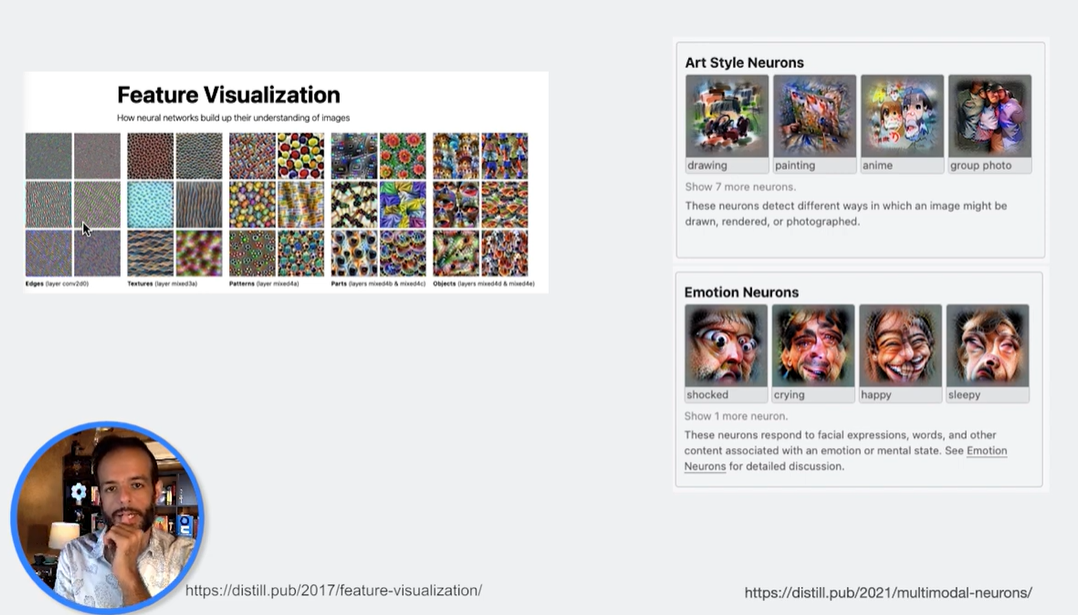 Feature Visualization
How neural networks build up their understanding of images
Edges (layer conv2d0)
Textures (layer mixed3a)
Patterns (layer mixed4a)
Parts (layers mixed4b & mixed4c)
Objects (layers mixed4d & mixed4e)
https://distill.pub/2017/feature-visualization/
Art Style Neurons
drawing
painting
anime
group photo
Show 7 more neurons.
These neurons detect different ways in which an image might be
drawn, rendered, or photographed.
Emotion Neurons
shocked
crying
happy
sleepy
Show 1 more neuron.
These neurons respond to facial expressions, words, and other
content associated with an emotion or mental state. See Emotion
Neurons for detailed discussion.
https://distill.pub/2021/multimodal-neurons/